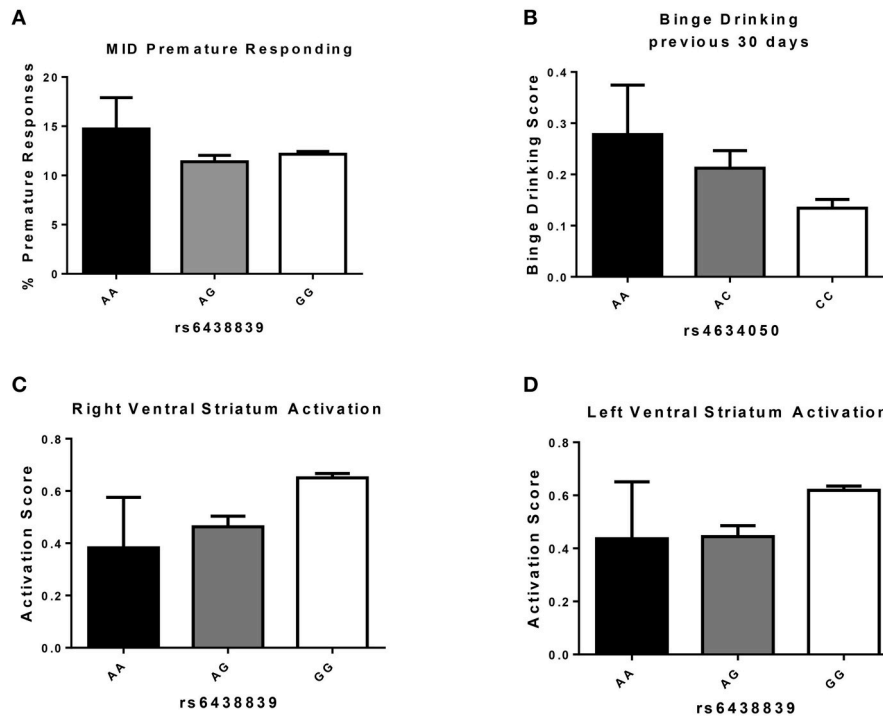 A
MID Premature Responding
% Premature Responses
20
15
10
5
0
AA
AG
GG
rs6438839
B
Binge Drinking
previous 30 days
Binge Drinking Score
0.4
0.3
0.2
0.1
0.0
AA
AC
CC
rs4634050
C
Right Ventral Striatum Activation
Activation Score
0.8
0.6
0.4
0.2
0.0
AA
AG
GG
rs6438839
D
Left Ventral Striatum Activation
Activation Score
0.8
0.6
0.4
0.2
0.0
AA
AG
GG
rs6438839